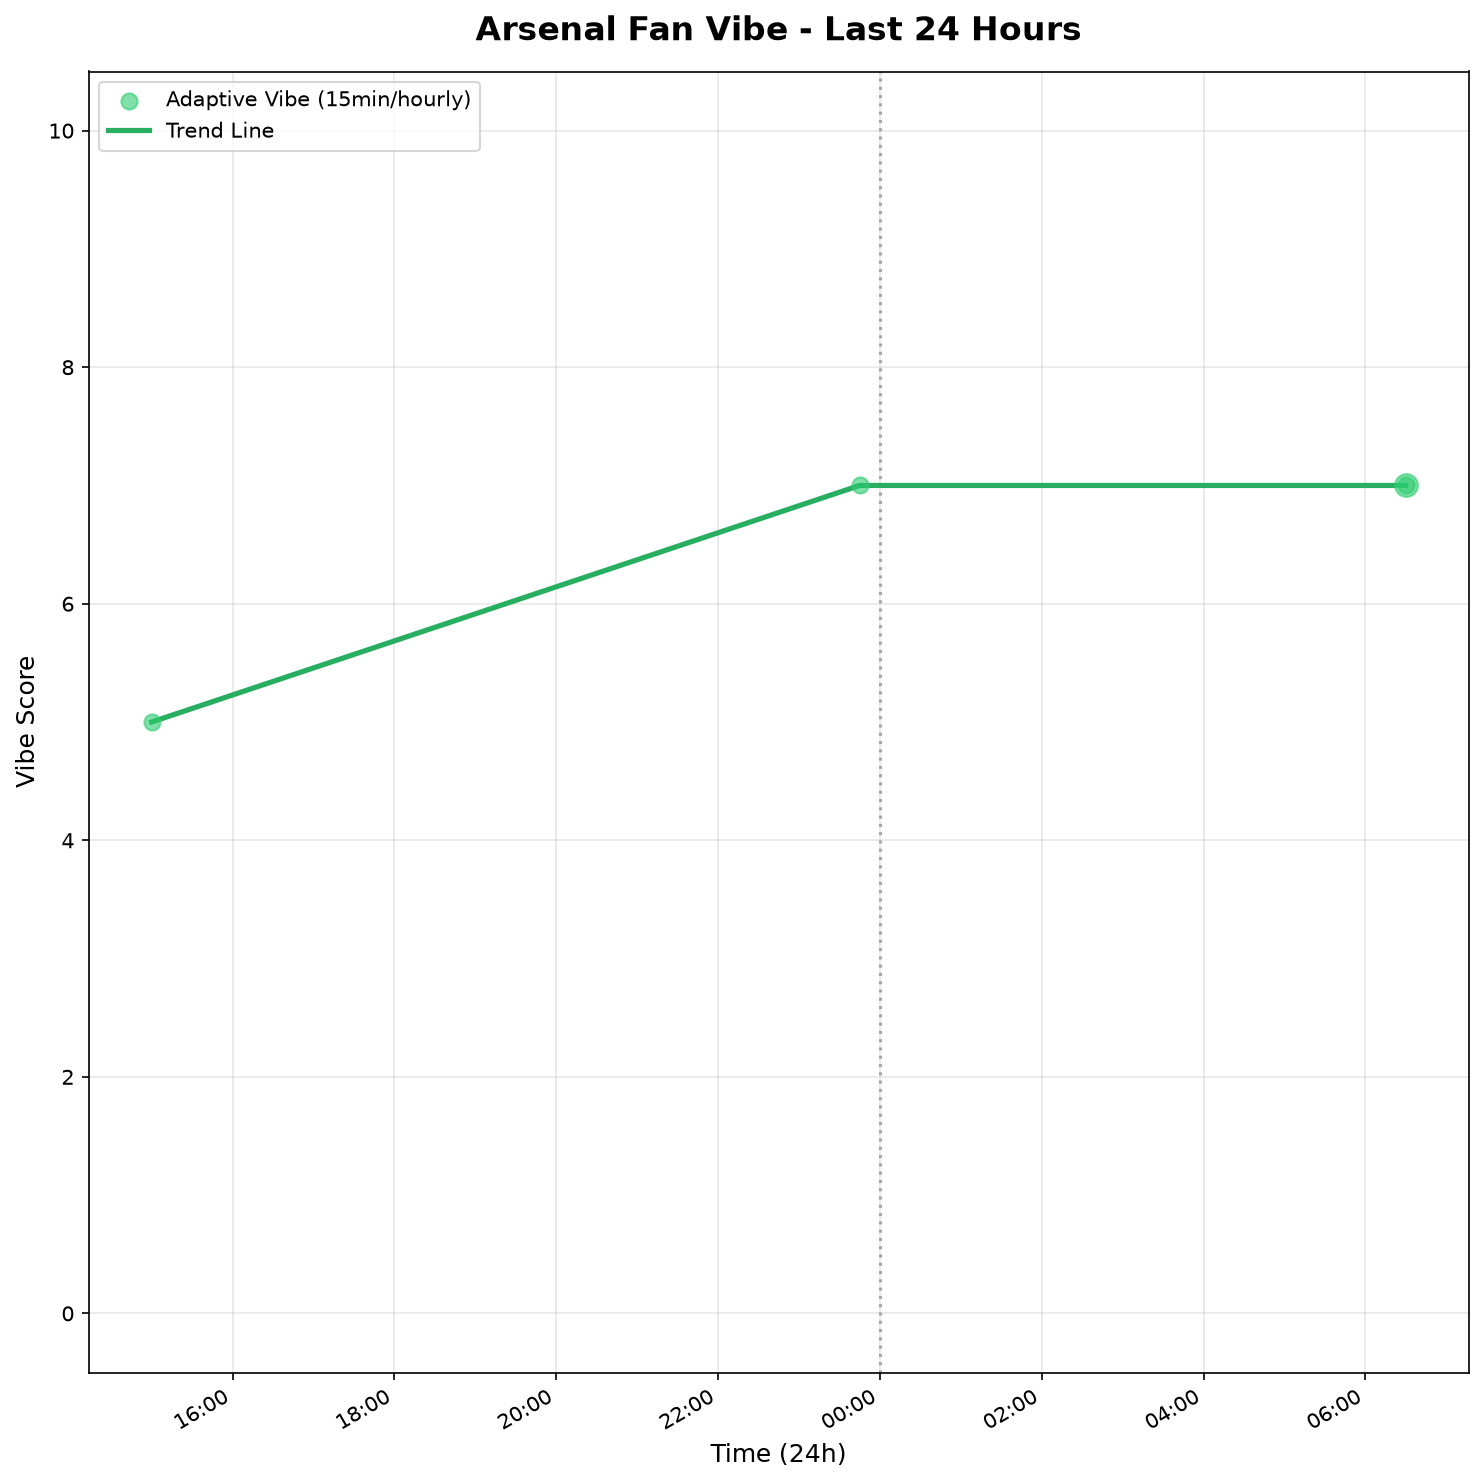 Arsenal Fan Vibe - Last 24 Hours
Adaptive Vibe (15min/hourly)
Trend Line
10
8
6
4
2
0
Vibe Score
16:00
18:00
20:00
22:00
00:00
02:00
04:00
06:00
Time (24h)